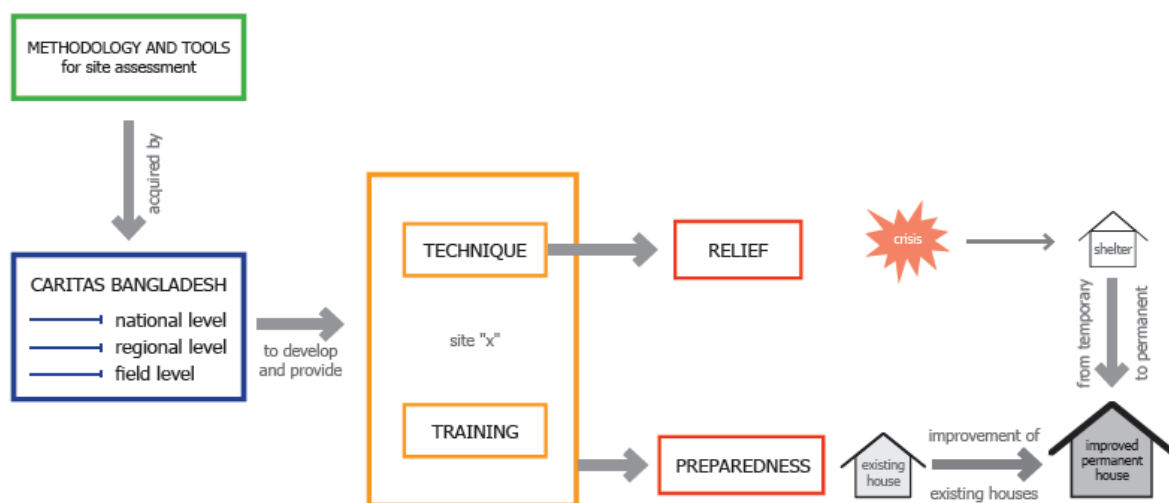 METHODOLOGY AND TOOLS
for site assessment
acquired by
CARITAS BANGLADESH
national level
regional level
field level
to develop
and provide
TECHNIQUE
site "x"
TRAINING
RELIEF
PREPAREDNESS
crisis
shelter
from temporary
to permanent
existing
house
improvement of
existing houses
improved
permanent
house